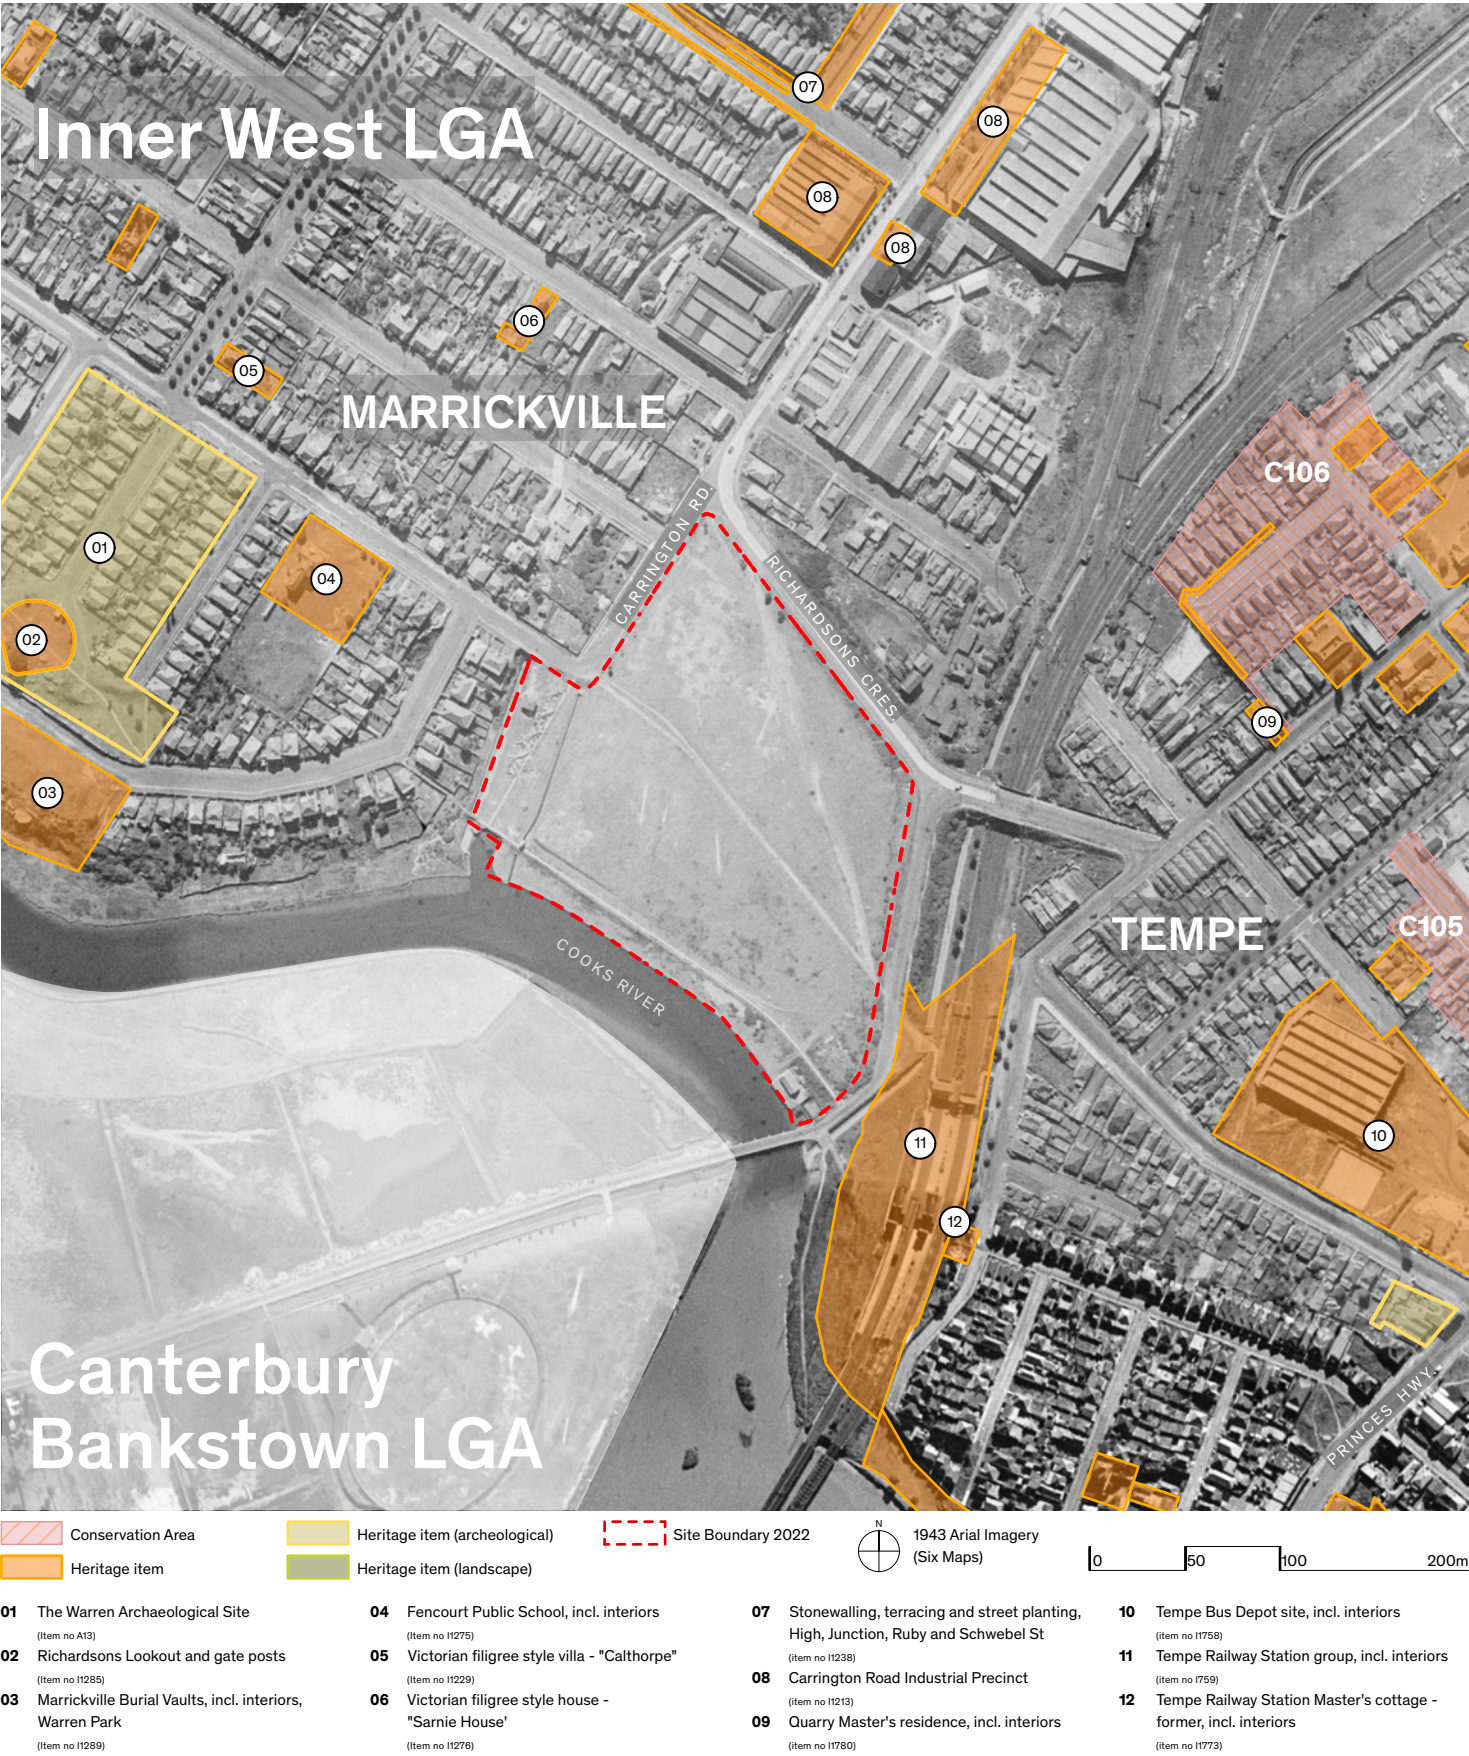 Inner West LGA
07
08
08
08
06
05
MARRICKVILLE
C106
CARRINGTON RD.
RICHARDSONS CRES.
01
04
02
09
03
C105
TEMPE
COOKS RIVER
10
11
12
Canterbury
Bankstown LGA
PRINCES HWY.
Conservation Area
Heritage item
Heritage item (archeological)
Heritage item (landscape)
Site Boundary 2022
N
1943 Arial Imagery
(Six Maps)
0 50 100 200m
01 The Warren Archaeological Site
(Item no A13)
02 Richardsons Lookout and gate posts
(Item no I1285)
03 Marrickville Burial Vaults, incl. interiors,
Warren Park
(Item no I1289)
04 Fencourt Public School, incl. interiors
(Item no I1275)
05 Victorian filigree style villa - "Calthorpe"
(Item no I1229)
06 Victorian filigree style house -
"Sarnie House'
(Item no I1276)
07 Stonewalling, terracing and street planting,
High, Junction, Ruby and Schwebel St
(item no I1238)
08 Carrington Road Industrial Precinct
(item no I1213)
09 Quarry Master's residence, incl. interiors
(item no I1780)
10 Tempe Bus Depot site, incl. interiors
(item no I1758)
11 Tempe Railway Station group, incl. interiors
(item no I759)
12 Tempe Railway Station Master's cottage -
former, incl. interiors
(item no I1773)